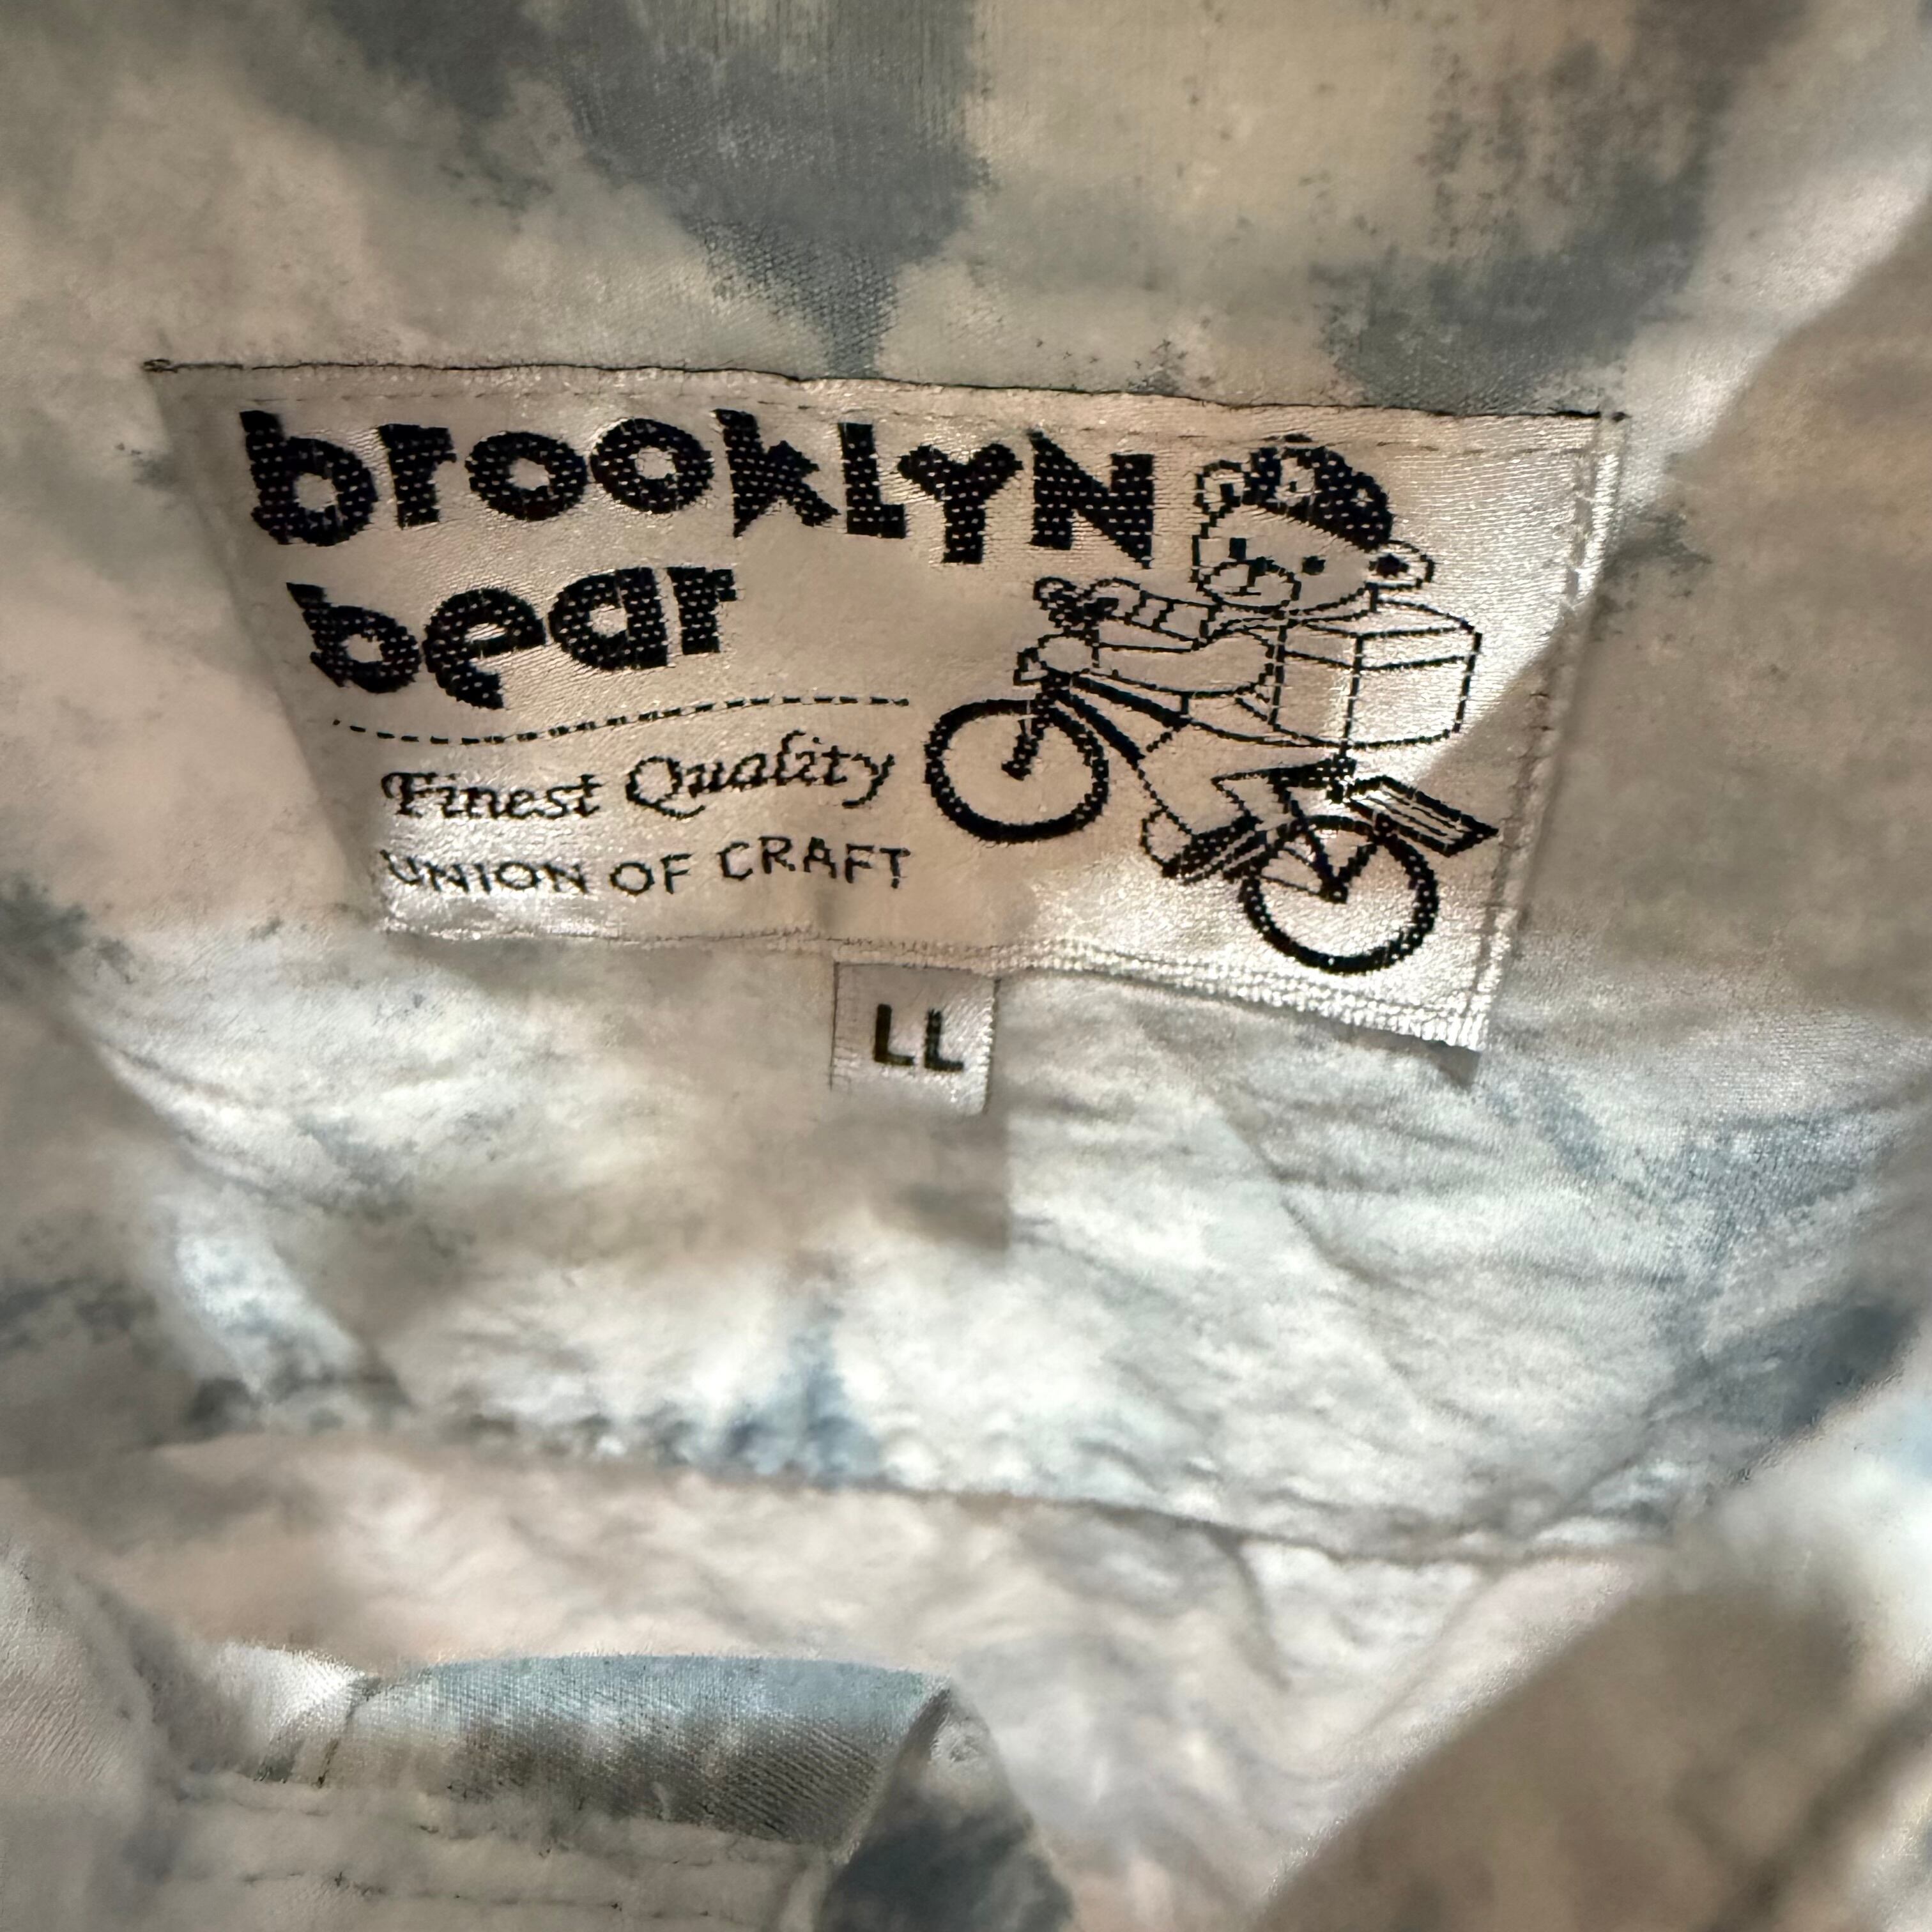 brooklyn
bear
Finest Quality
UNION OF CRAFT
LL